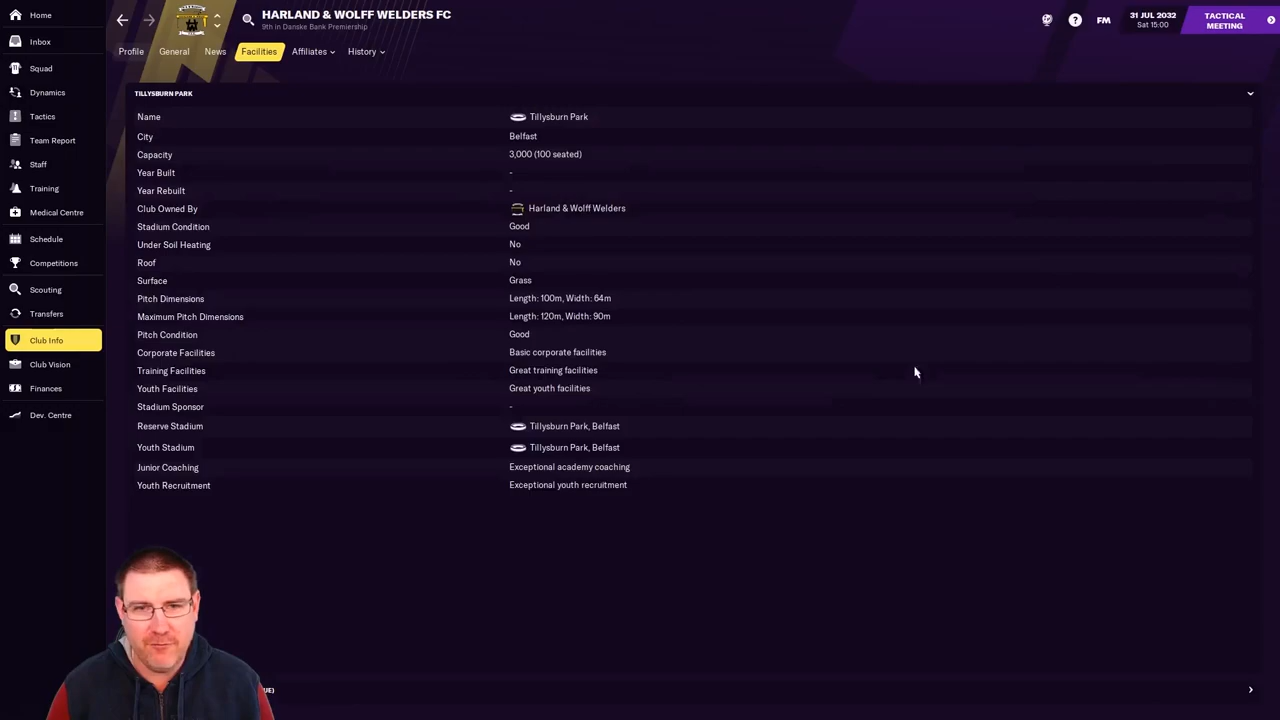 Home
Inbox
Squad
Dynamics
Tactics
Team Report
Staff
Training
Medical Centre
Schedule
Competitions
Scouting
Transfers
Club Info
Club Vision
Finances
Dev. Centre
HARLAND & WOLFF WELDERS FC
9th in Danske Bank Premiership
FM
31 JUL 2032
Sat 15:00
TACTICAL
MEETING
Profile General News Facilities Affiliates History
TILLYSBURN PARK
Name Tillysburn Park
City Belfast
Capacity 3,000 (100 seated)
Year Built -
Year Rebuilt -
Club Owned By Harland & Wolff Welders
Stadium Condition Good
Under Soil Heating No
Roof No
Surface Grass
Pitch Dimensions Length: 100m, Width: 64m
Maximum Pitch Dimensions Length: 120m, Width: 90m
Pitch Condition Good
Corporate Facilities Basic corporate facilities
Training Facilities Great training facilities
Youth Facilities Great youth facilities
Stadium Sponsor -
Reserve Stadium Tillysburn Park, Belfast
Youth Stadium Tillysburn Park, Belfast
Junior Coaching Exceptional academy coaching
Youth Recruitment Exceptional youth recruitment